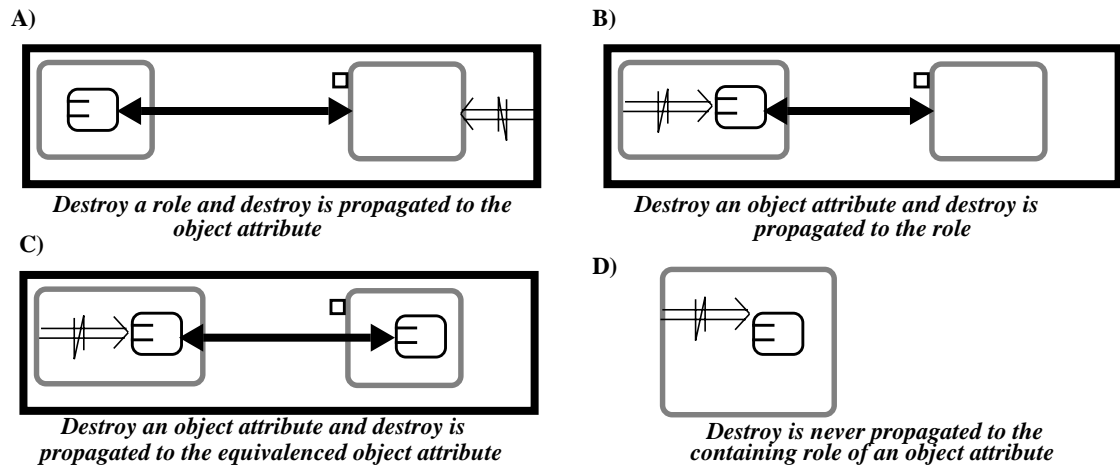 A)
Destroy a role and destroy is propagated to the
object attribute
B)
Destroy an object attribute and destroy is
propagated to the role
C)
Destroy an object attribute and destroy is
propagated to the equivalenced object attribute
D)
Destroy is never propagated to the
containing role of an object attribute